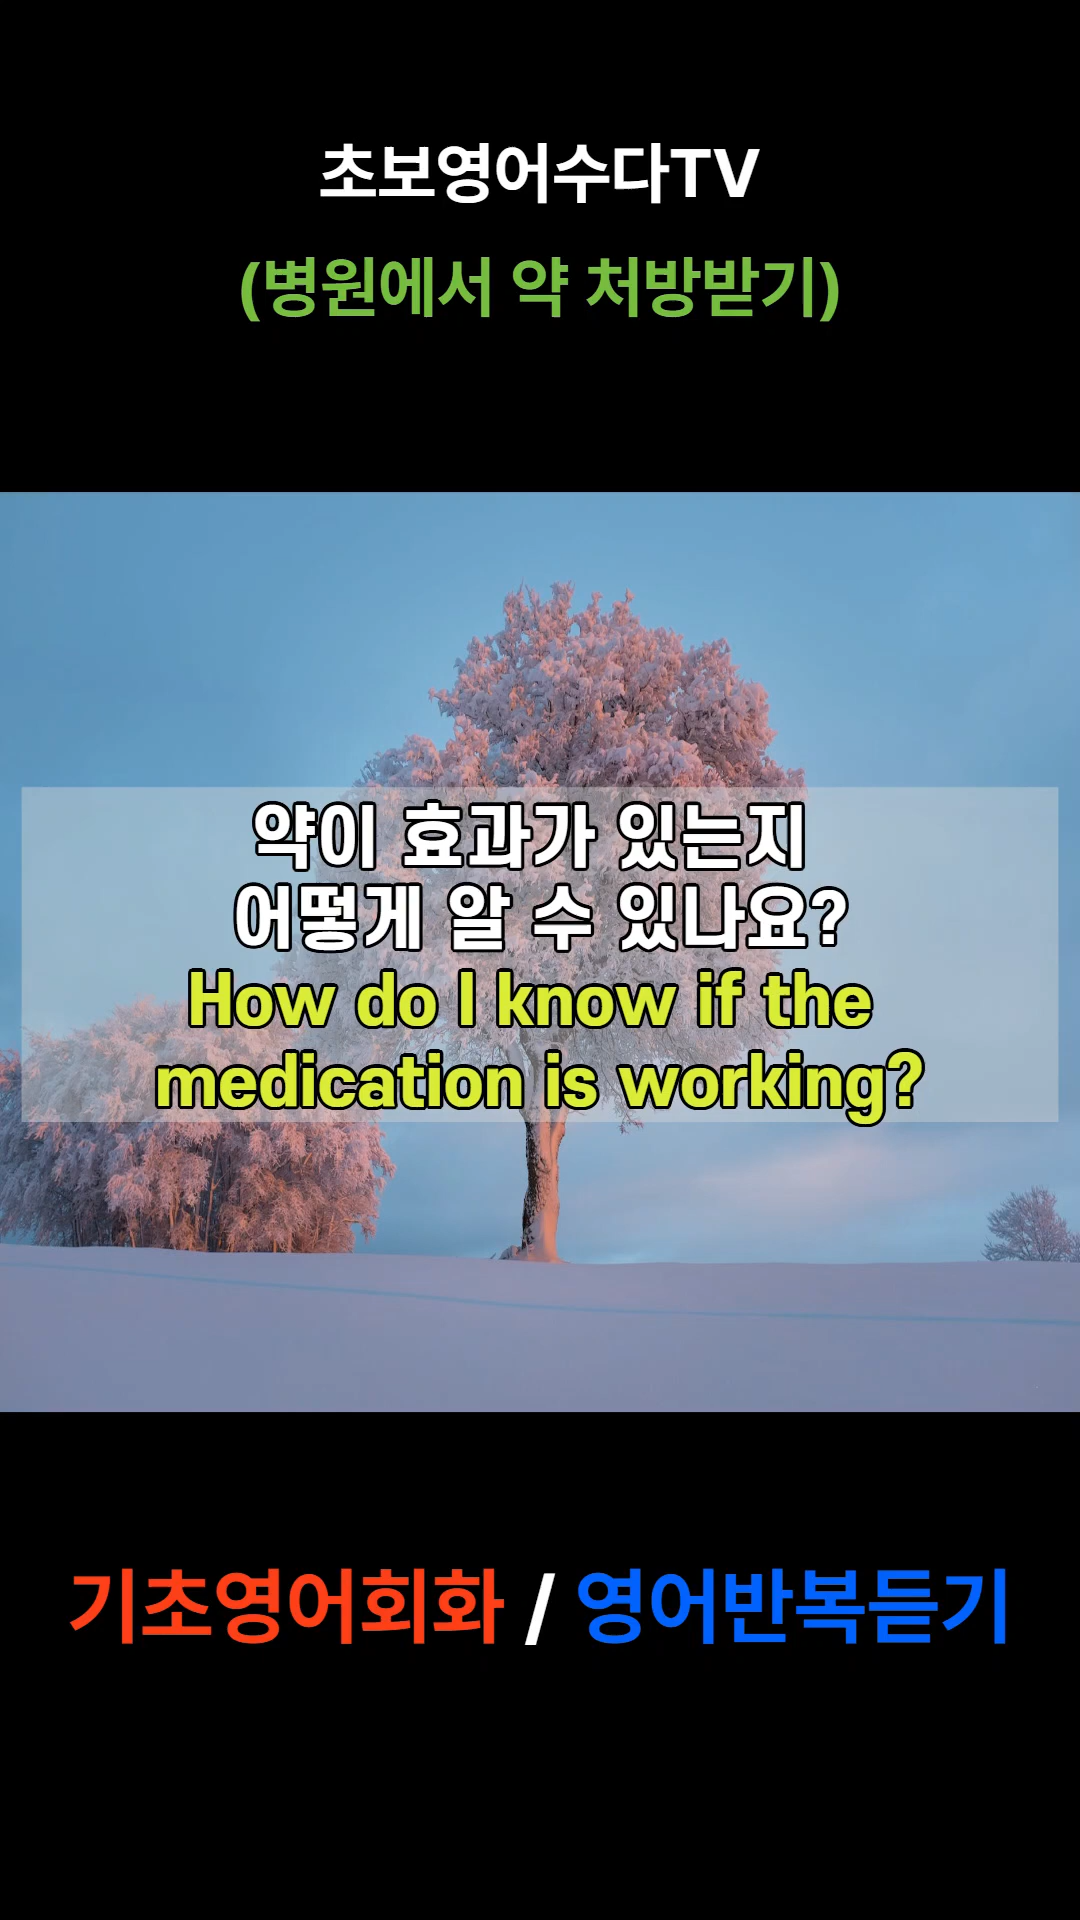 초보영어수다TV
(병원에서 약 처방받기)
약이 효과가 있는지
어떻게 알 수 있나요?
How do I know if the
medication is working?
기초영어회화 / 영어반복듣기